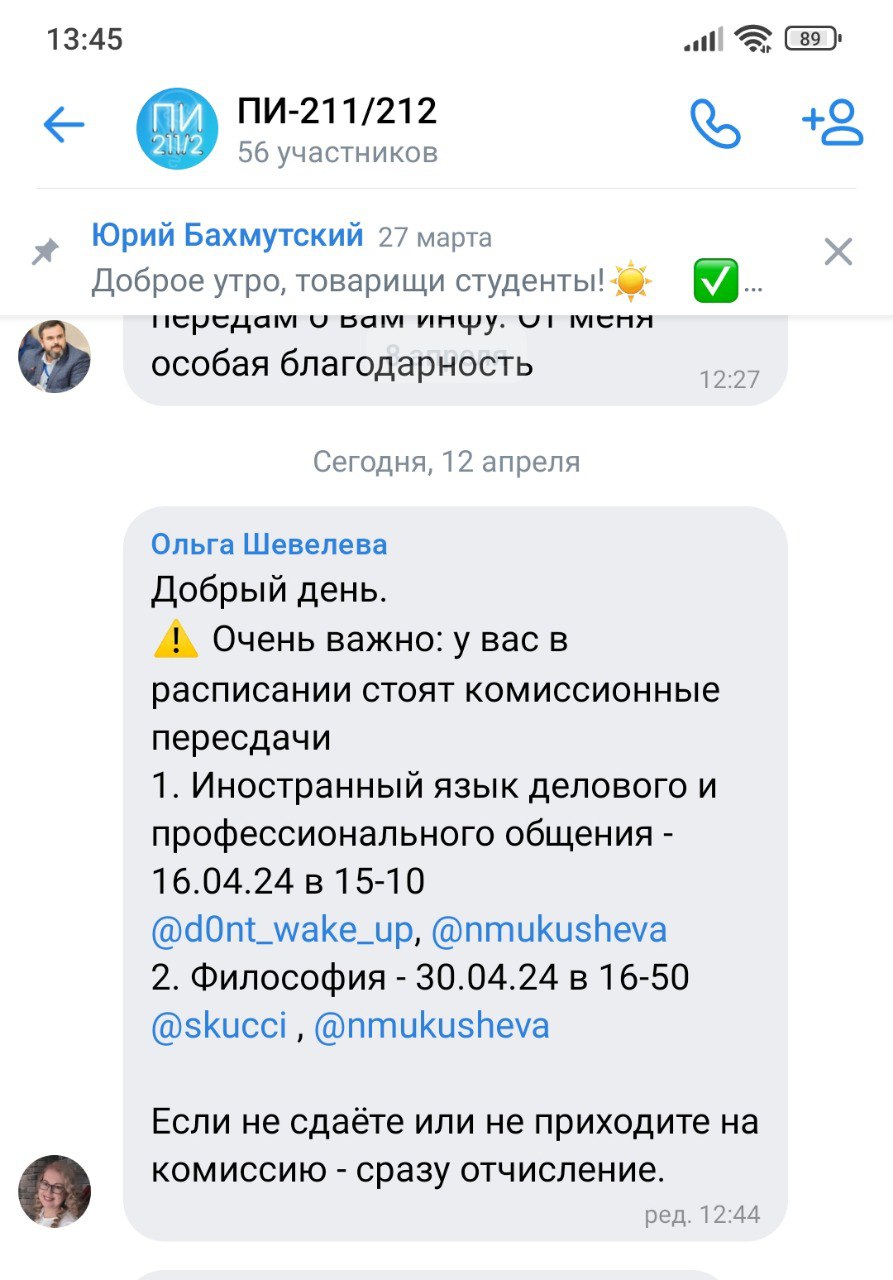 13:45
89
ПИ
211/2
ПИ-211/212
56 участников
Юрий Бахмутский 27 марта
Доброе утро, товарищи студенты!☀️ ✅...
передам о вам инфу. От меня
8 апреля
особая благодарность
12:27
Сегодня, 12 апреля
Ольга Шевелева
Добрый день.
⚠️ Очень важно: у вас в
расписании стоят комиссионные
пересдачи
1. Иностранный язык делового и
профессионального общения -
16.04.24 в 15-10
@d0nt_wake_up, @nmukusheva
2. Философия - 30.04.24 в 16-50
@skucci , @nmukusheva
Если не сдаёте или не приходите на
комиссию - сразу отчисление.
ред. 12:44